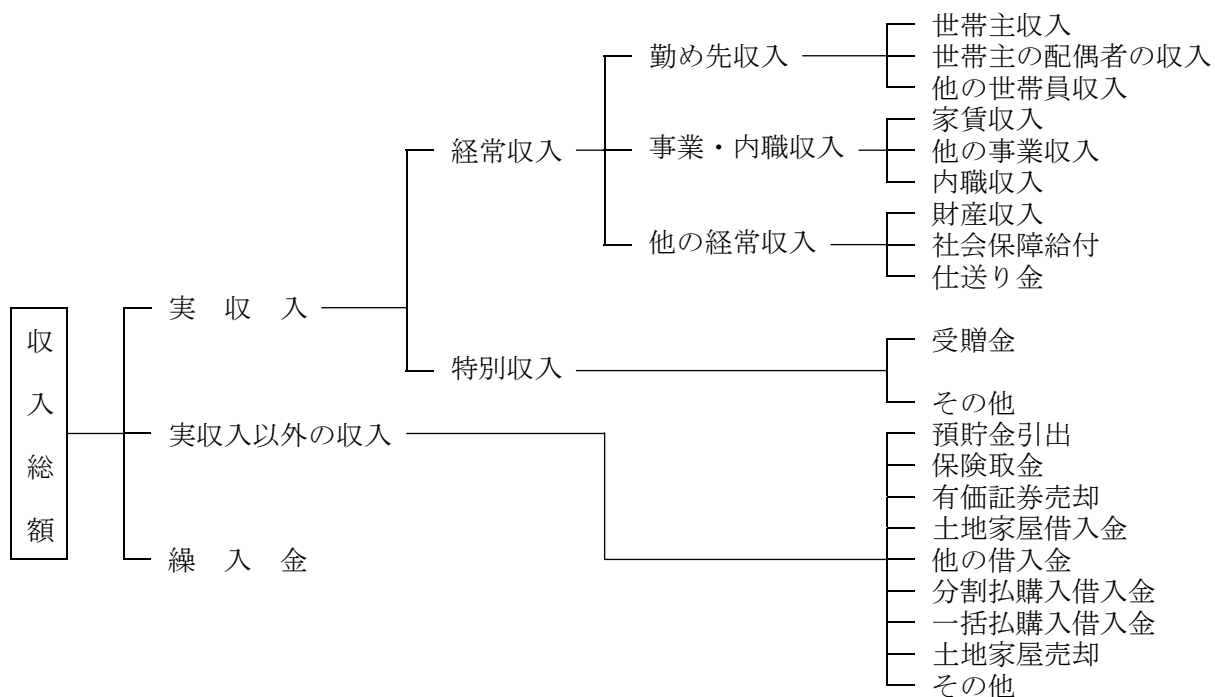 収入総額
実収入
経常収入
勤め先収入
世帯主収入
世帯主の配偶者の収入
他の世帯員収入
事業・内職収入
家賃収入
他の事業収入
内職収入
他の経常収入
財産収入
社会保障給付
仕送り金
特別収入
受贈金
その他
実収入以外の収入
預貯金引出
保険取金
有価証券売却
土地家屋借入金
他の借入金
分割払購入借入金
一括払購入借入金
土地家屋売却
その他
繰入金